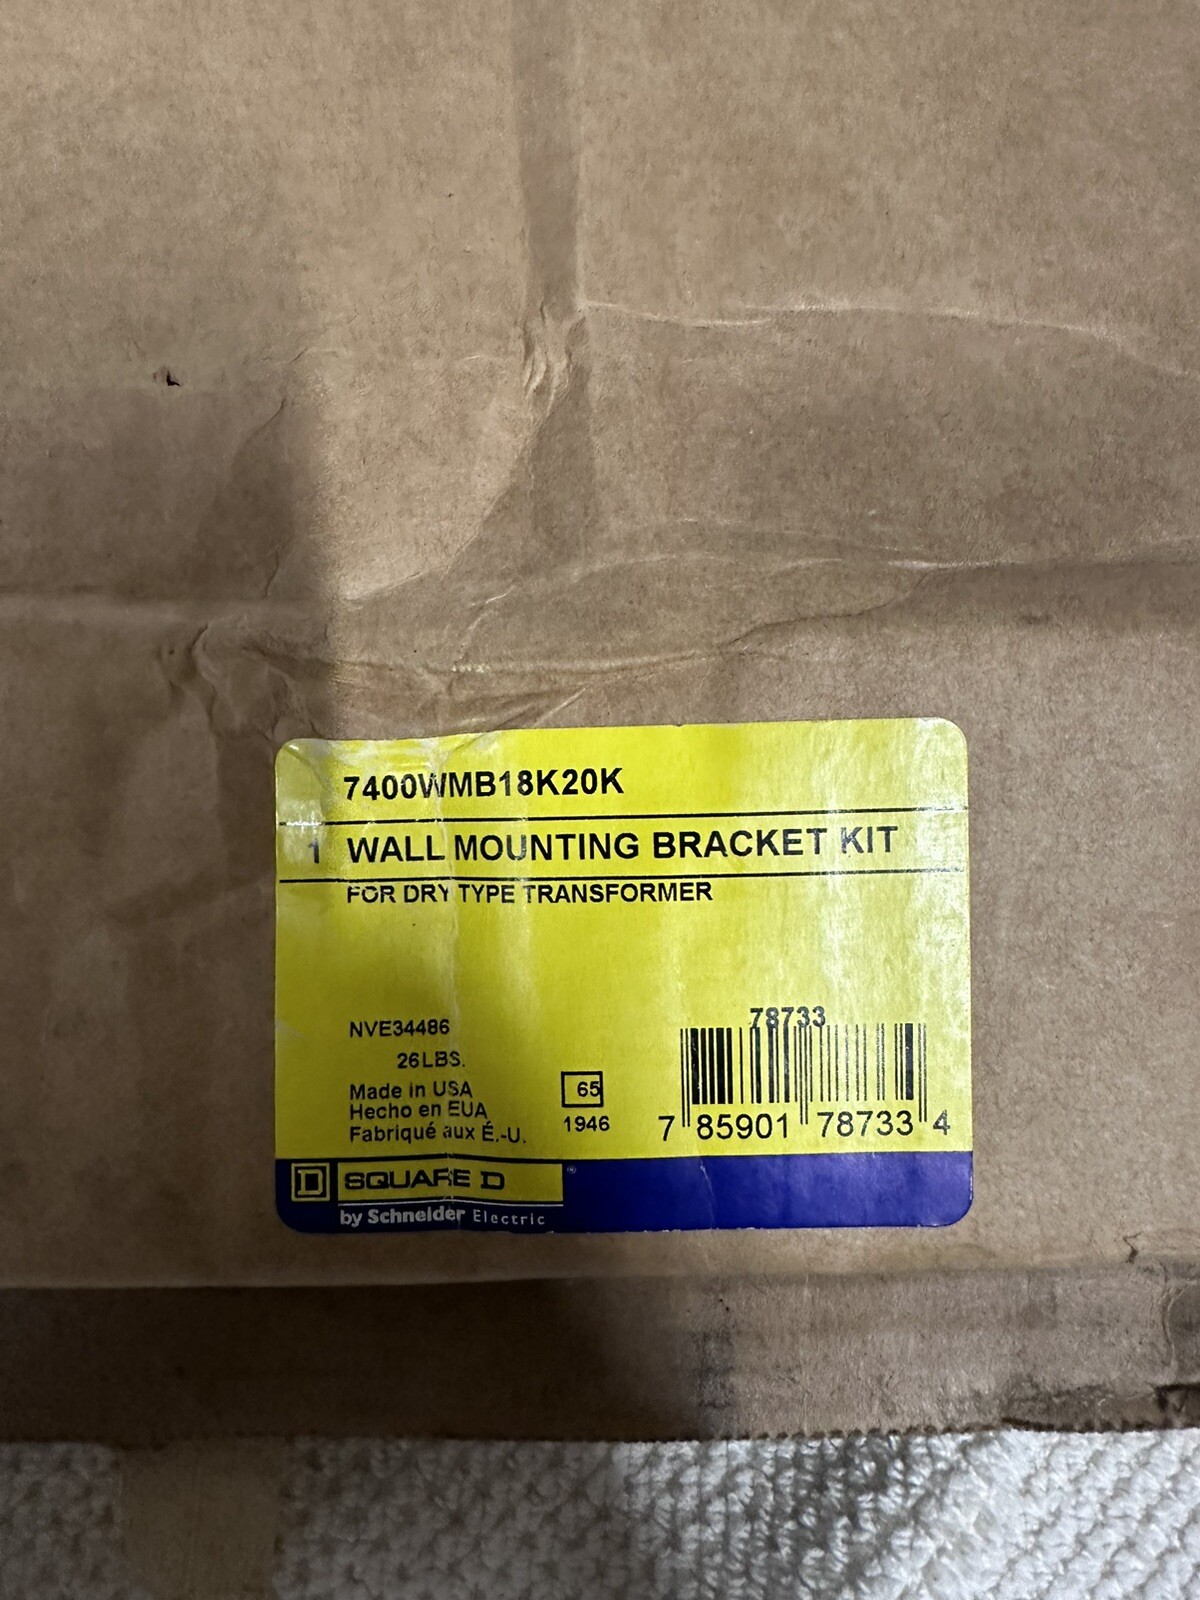 7400WMB18K20K
1 WALL MOUNTING BRACKET KIT
FOR DRY TYPE TRANSFORMER
NVE34486
26LBS.
Made in USA
Hecho en EUA
Fabriqué aux É.-U.
65
1946
78733
7 85901 78733 4
D SQUARE D®
by Schneider Electric